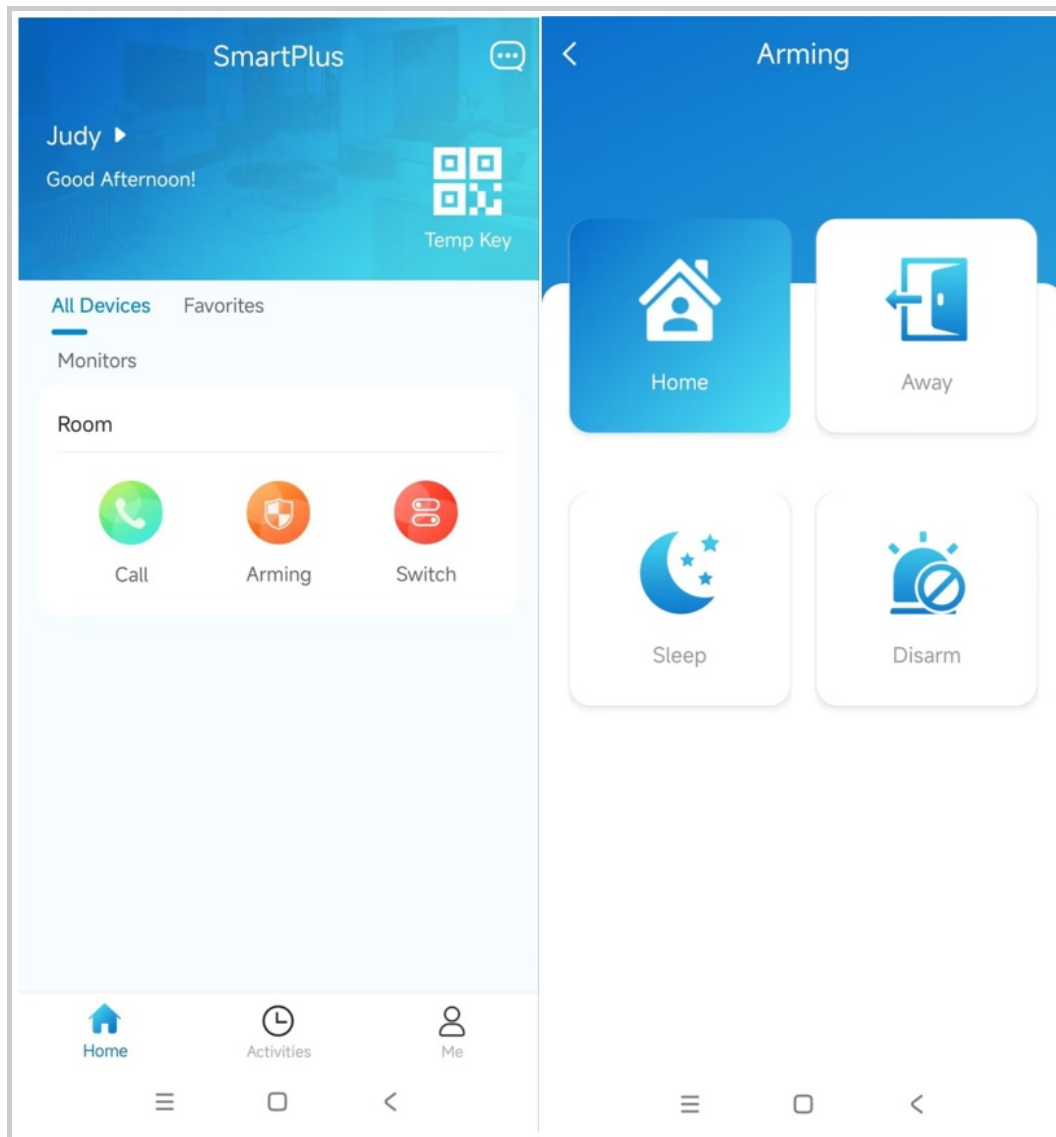 SmartPlus
Judy
Good Afternoon!
Temp Key
All Devices Favorites
Monitors
Room
Call Arming Switch
Home Activities Me
Arming
Home Away
Sleep Disarm